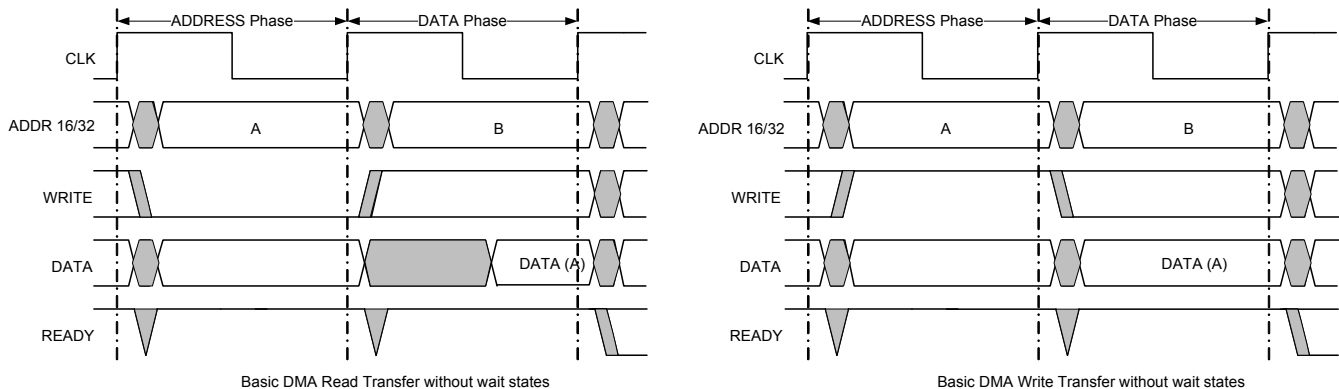 ADDRESS Phase DATA Phase
CLK
ADDR 16/32 A B
WRITE
DATA DATA (A)
READY
Basic DMA Read Transfer without wait states
ADDRESS Phase DATA Phase
CLK
ADDR 16/32 A B
WRITE
DATA DATA (A)
READY
Basic DMA Write Transfer without wait states